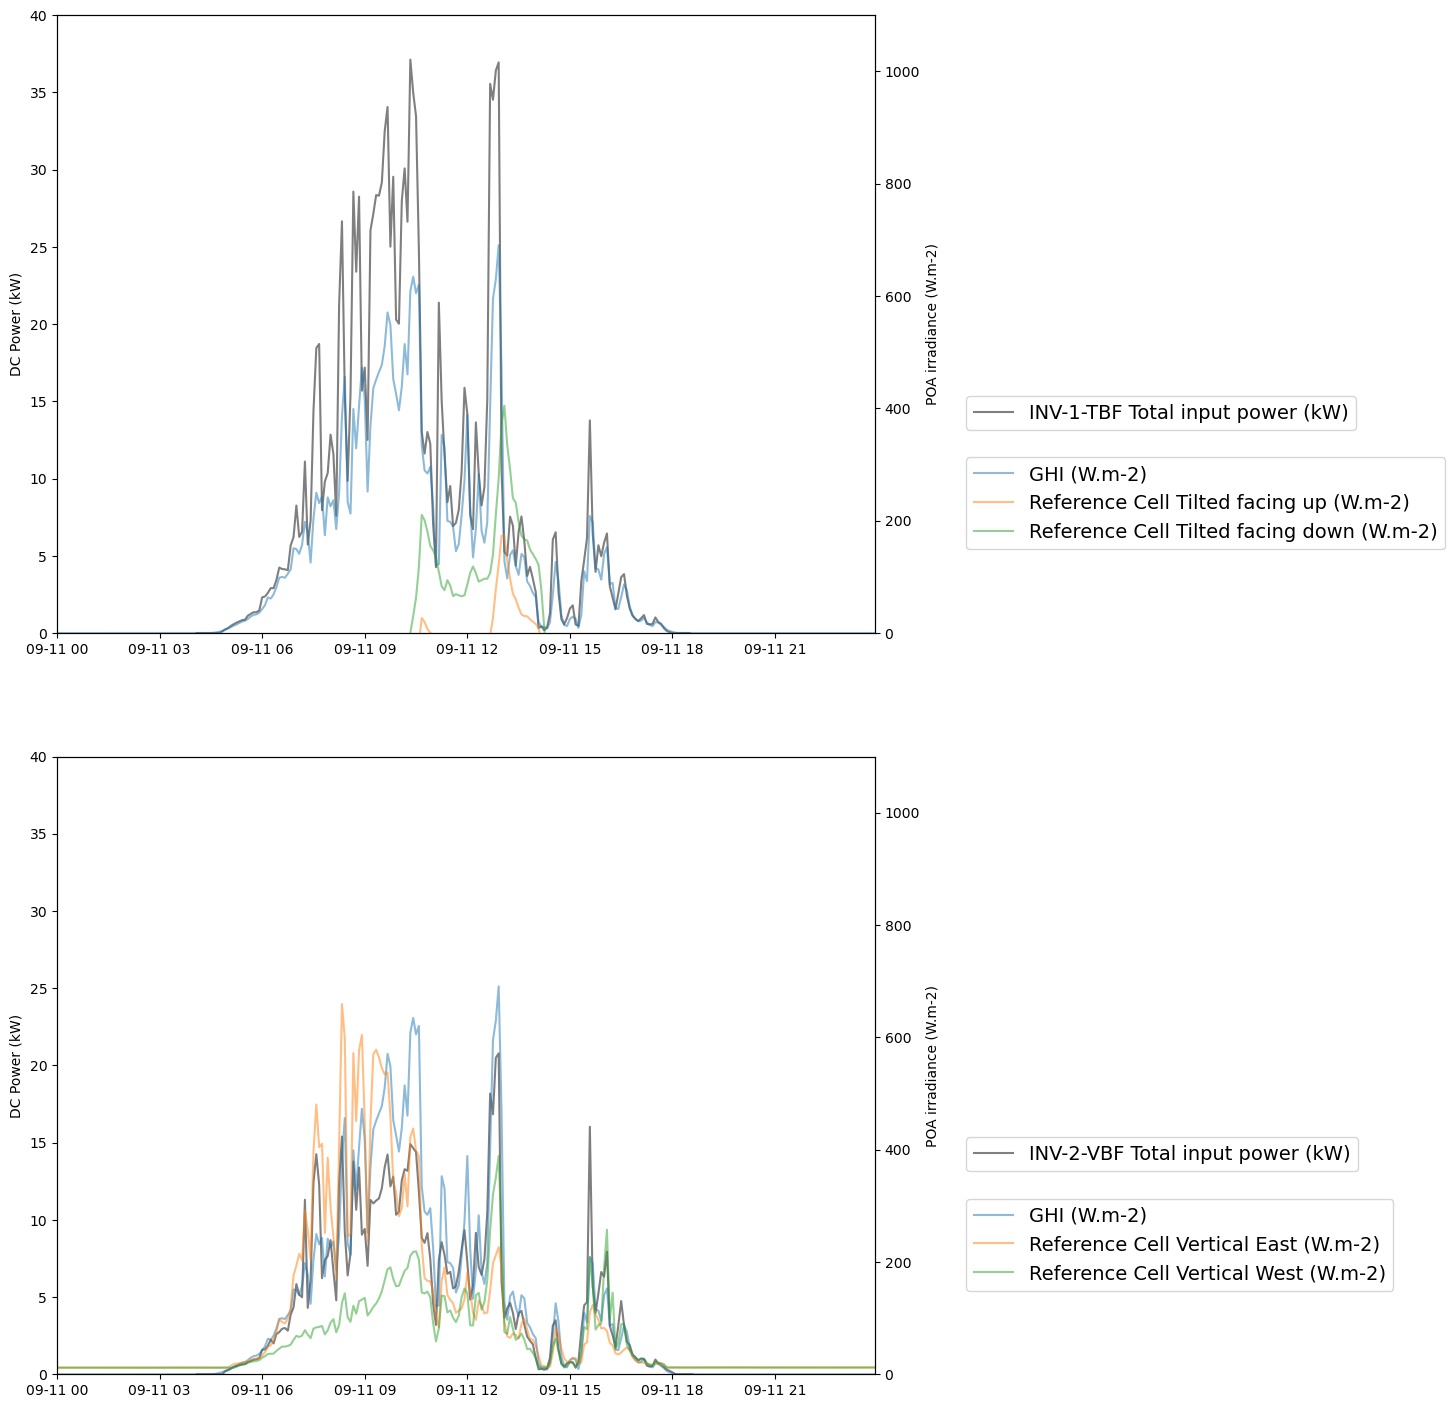 40
35
30
25
20
15
10
5
0
DC Power (kW)
1000
800
600
400
200
0
POA irradiance (W.m-2)
09-11 00 09-11 03 09-11 06 09-11 09 09-11 12 09-11 15 09-11 18 09-11 21
INV-1-TBF Total input power (kW)
GHI (W.m-2)
Reference Cell Tilted facing up (W.m-2)
Reference Cell Tilted facing down (W.m-2)
40
35
30
25
20
15
10
5
0
DC Power (kW)
1000
800
600
400
200
0
POA irradiance (W.m-2)
09-11 00 09-11 03 09-11 06 09-11 09 09-11 12 09-11 15 09-11 18 09-11 21
INV-2-VBF Total input power (kW)
GHI (W.m-2)
Reference Cell Vertical East (W.m-2)
Reference Cell Vertical West (W.m-2)